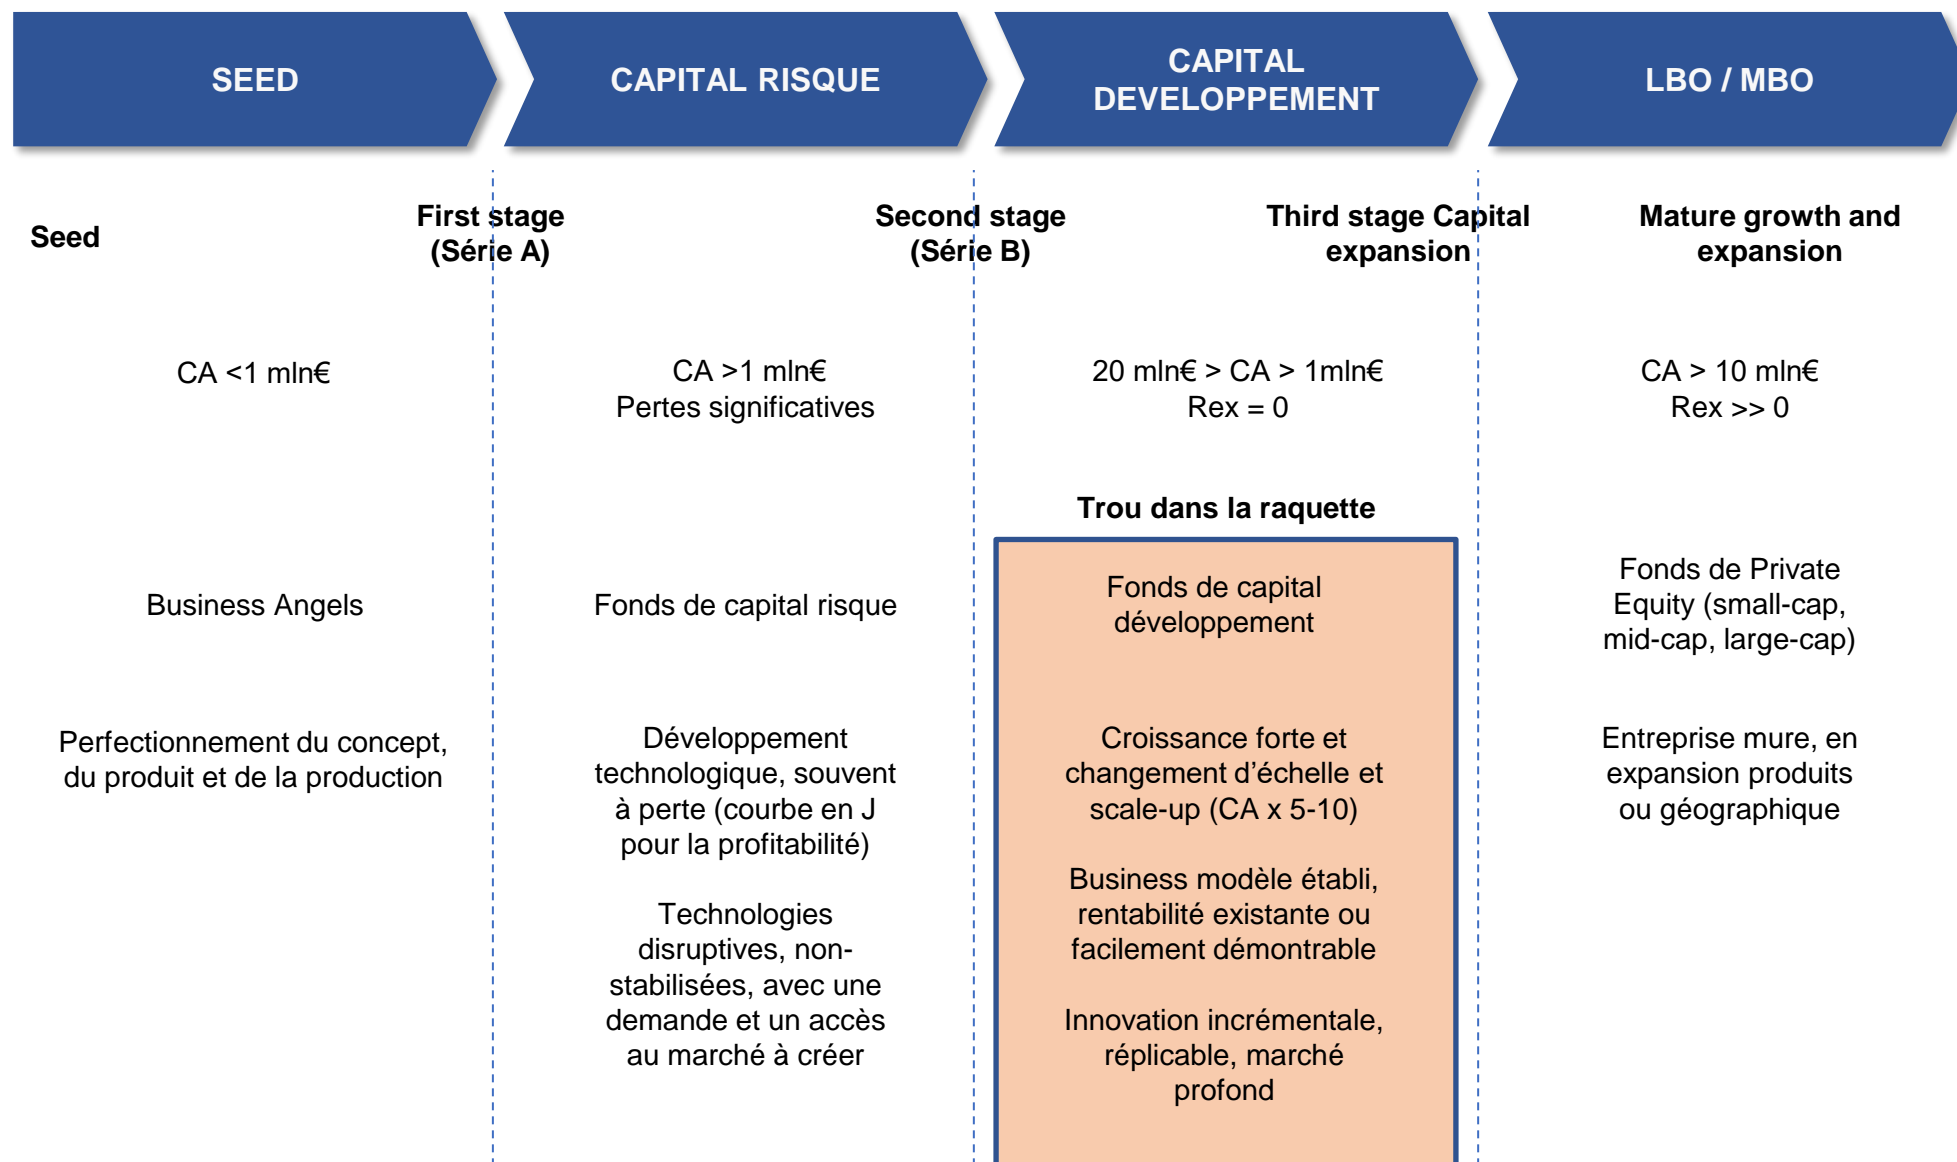 SEED
CAPITAL RISQUE
CAPITAL
DEVELOPPEMENT
LBO / MBO
Seed
First stage
(Série A)
Second stage
(Série B)
Third stage Capital
expansion
Mature growth and
expansion
CA <1 mln€
CA >1 mln€
Pertes significatives
20 mln€ > CA > 1mln€
Rex = 0
CA > 10 mln€
Rex >> 0
Trou dans la raquette
Business Angels
Fonds de capital risque
Fonds de capital
développement
Fonds de Private
Equity (small-cap,
mid-cap, large-cap)
Perfectionnement du concept,
du produit et de la production
Développement
technologique, souvent
à perte (courbe en J
pour la profitabilité)
Technologies
disruptives, non-
stabilisées, avec une
demande et un accès
au marché à créer
Croissance forte et
changement d'échelle et
scale-up (CA x 5-10)
Business modèle établi,
rentabilité existante ou
facilement démontrable
Innovation incrémentale,
réplicable, marché
profond
Entreprise mure, en
expansion produits
ou géographique